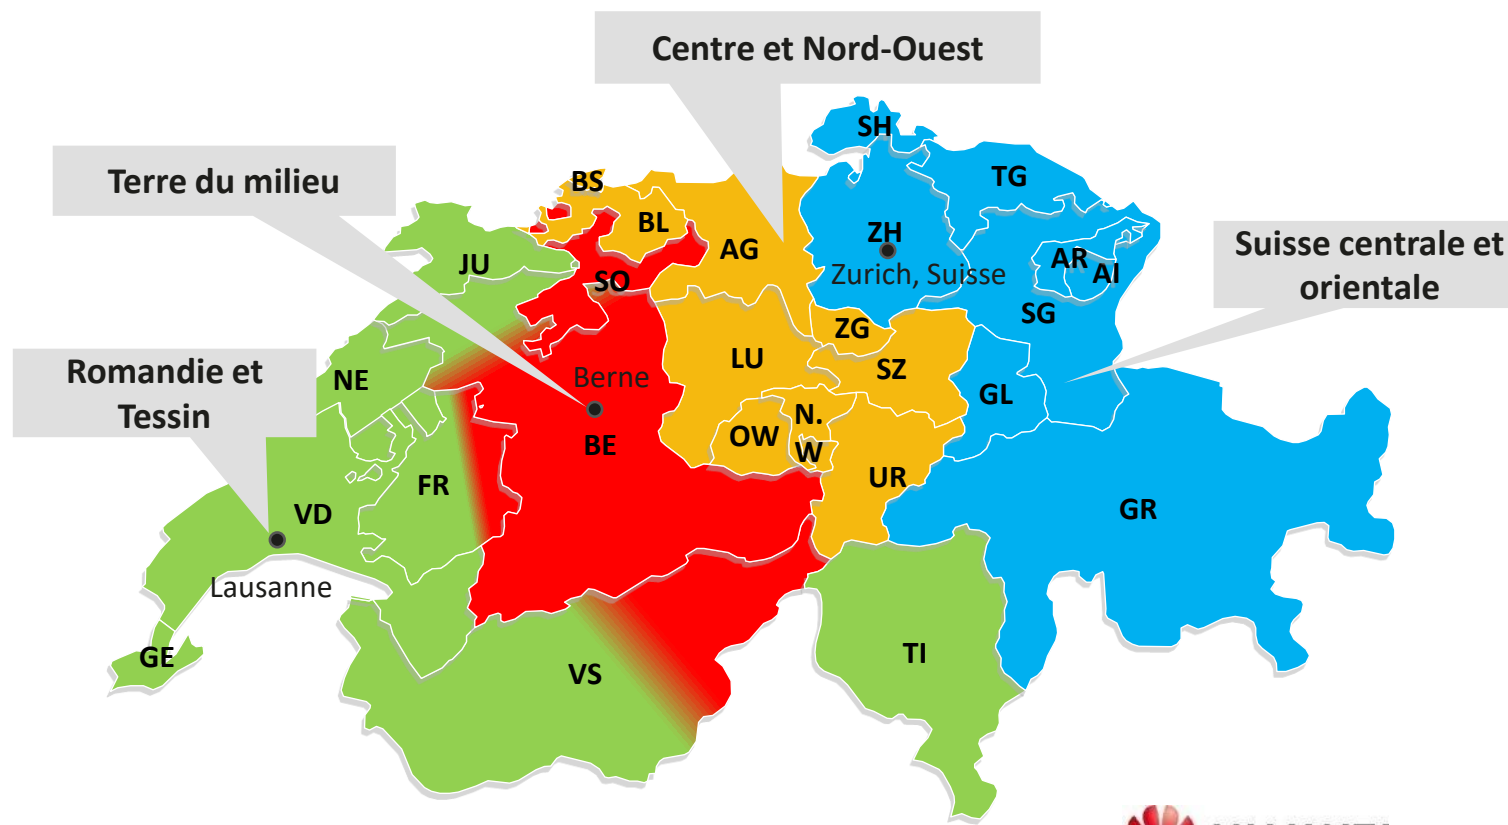 Centre et Nord-Ouest
SH
Terre du milieu
BS
TG
BL
ZH
AG
Suisse centrale et
orientale
JU
AR
AI
SO
Zurich, Suisse
SG
ZG
LU
SZ
Romandie et
Tessin
NE
Berne
GL
N.
W
OW
BE
UR
FR
GR
VD
Lausanne
GE
TI
VS